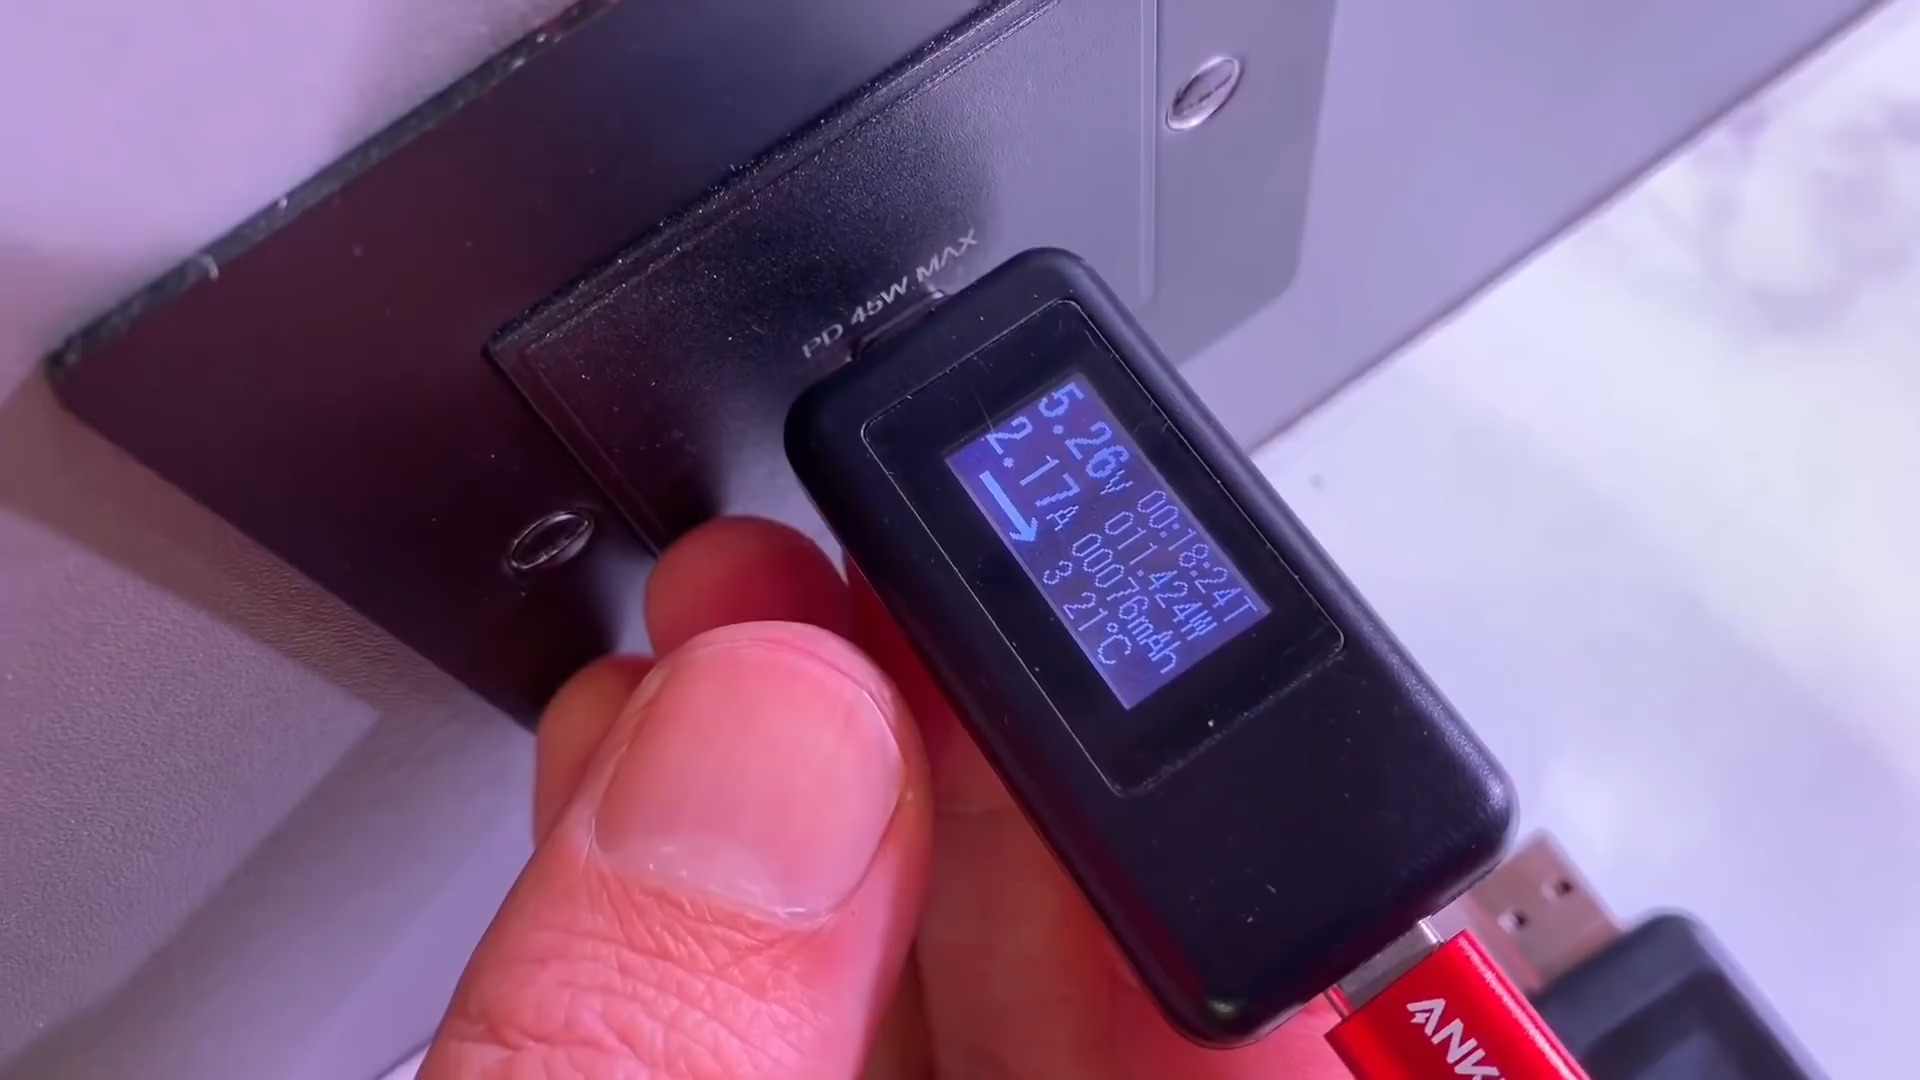 PD 45W MAX
5.26V
2.17A
00:18:24T
011.424W
00076mAh
3 21°C
ANK